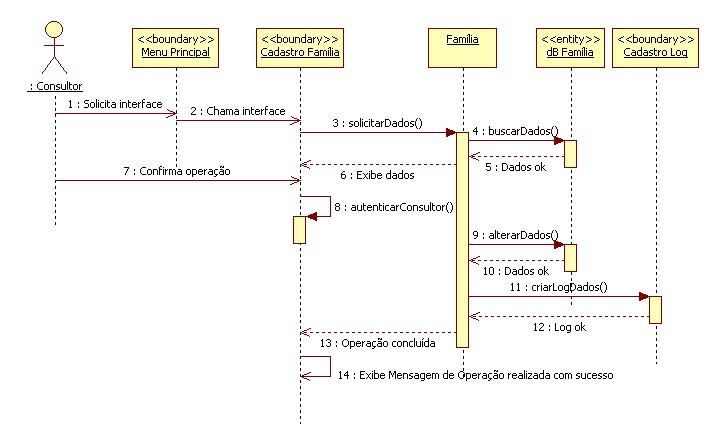 <<boundary>>
Menu Principal
<<boundary>>
Cadastro Família
Família
<<entity>>
dB Família
<<boundary>>
Cadastro Log
: Consultor
1 : Solicita interface
2 : Chama interface
3 : solicitarDados()
4 : buscarDados()
5 : Dados ok
6 : Exibe dados
7 : Confirma operação
8 : autenticarConsultor()
9 : alterarDados()
10 : Dados ok
11 : criarLogDados()
12 : Log ok
13 : Operação concluída
14 : Exibe Mensagem de Operação realizada com sucesso